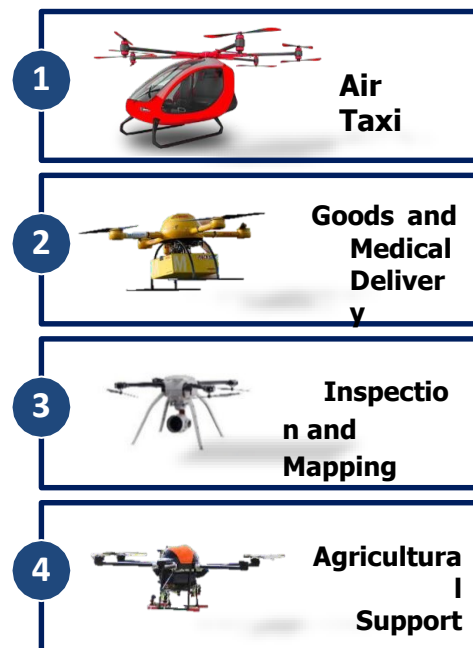 1
Air
Taxi
2
Goods and
Medical
Deliver
y
3
Inspectio
n and
Mapping
4
Agricultura
l
Support